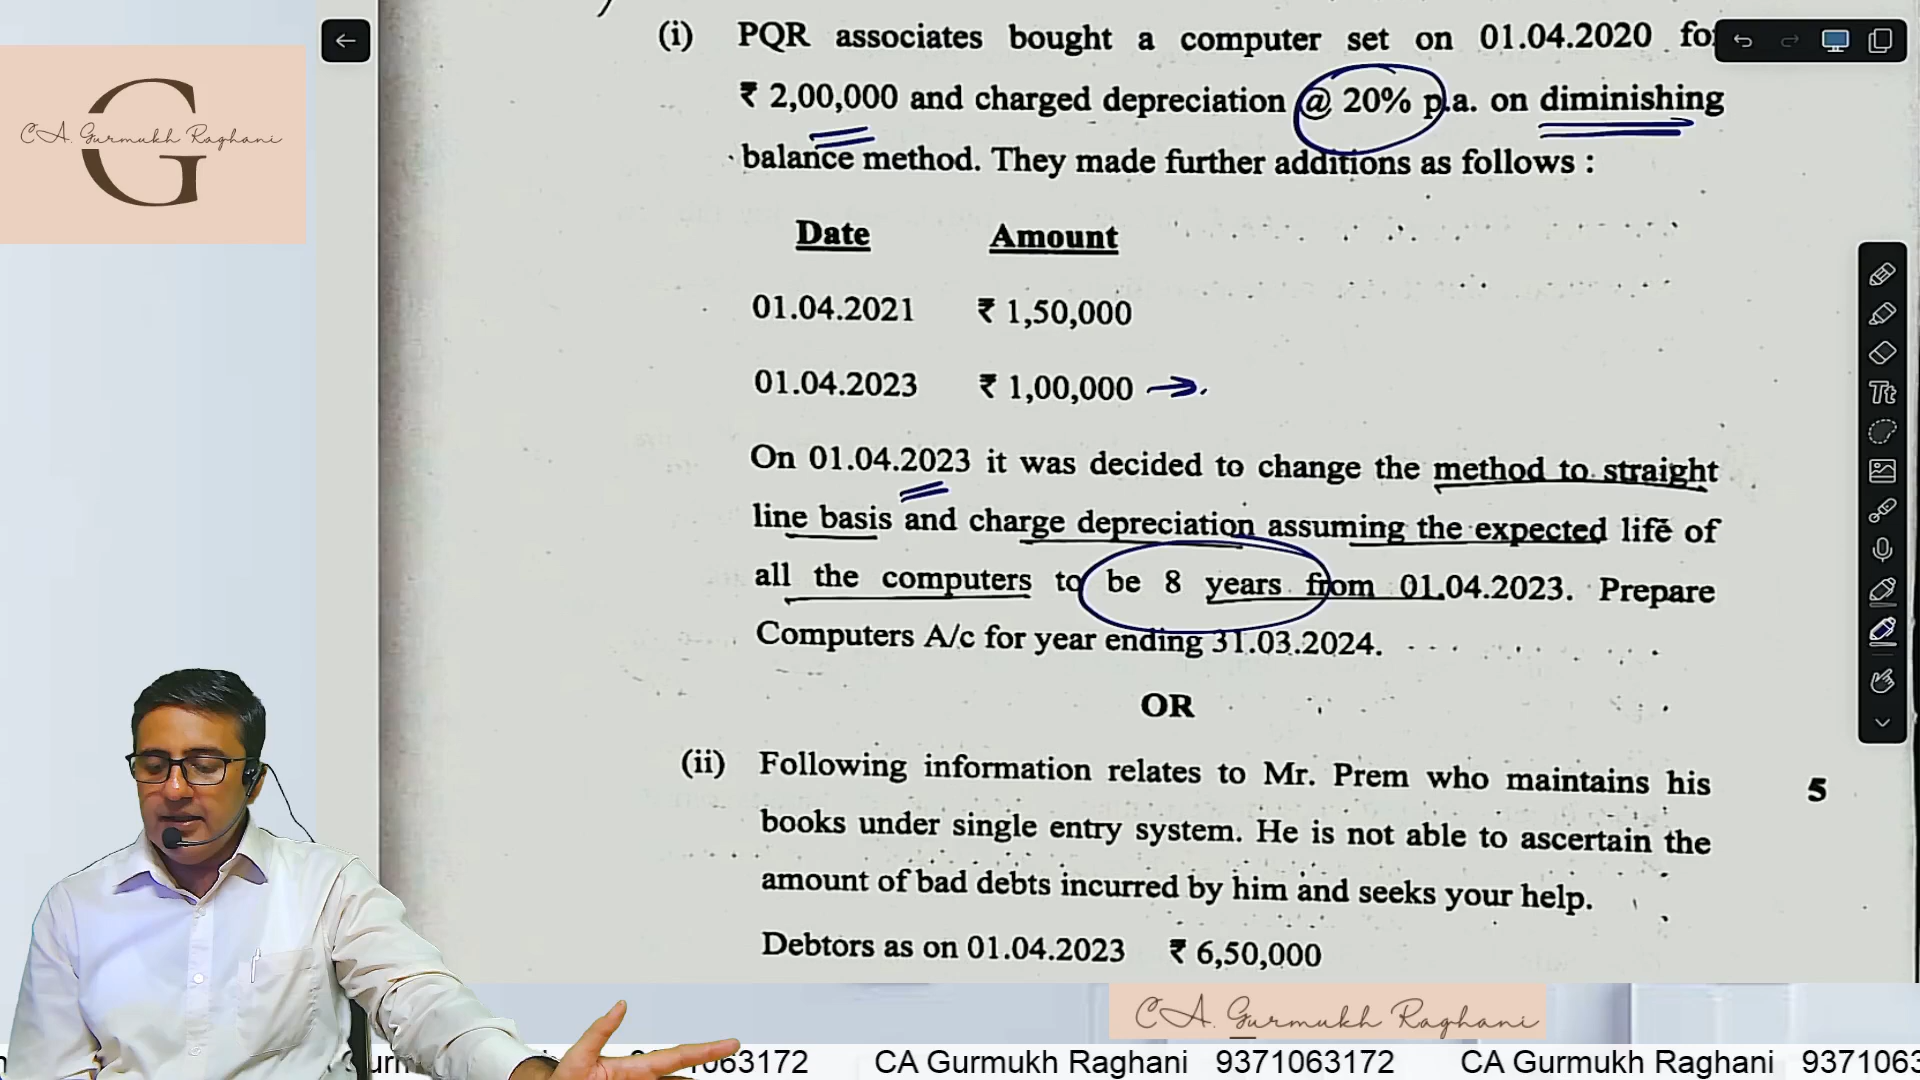 CA. Gurmukh Raghani
G
(i) PQR associates bought a computer set on 01.04.2020 for
₹ 2,00,000 and charged depreciation @ 20% p.a. on diminishing
balance method. They made further additions as follows :
Date Amount
01.04.2021 ₹ 1,50,000
01.04.2023 ₹ 1,00,000
On 01.04.2023 it was decided to change the method to straight
line basis and charge depreciation assuming the expected life of
all the computers to be 8 years from 01.04.2023. Prepare
Computers A/c for year ending 31.03.2024.
OR
(ii) Following information relates to Mr. Prem who maintains his 5
books under single entry system. He is not able to ascertain the
amount of bad debts incurred by him and seeks your help.
Debtors as on 01.04.2023 ₹ 6,50,000
Tt
CA. Gurmukh Raghani
063172 CA Gurmukh Raghani 9371063172 CA Gurmukh Raghani 9371063